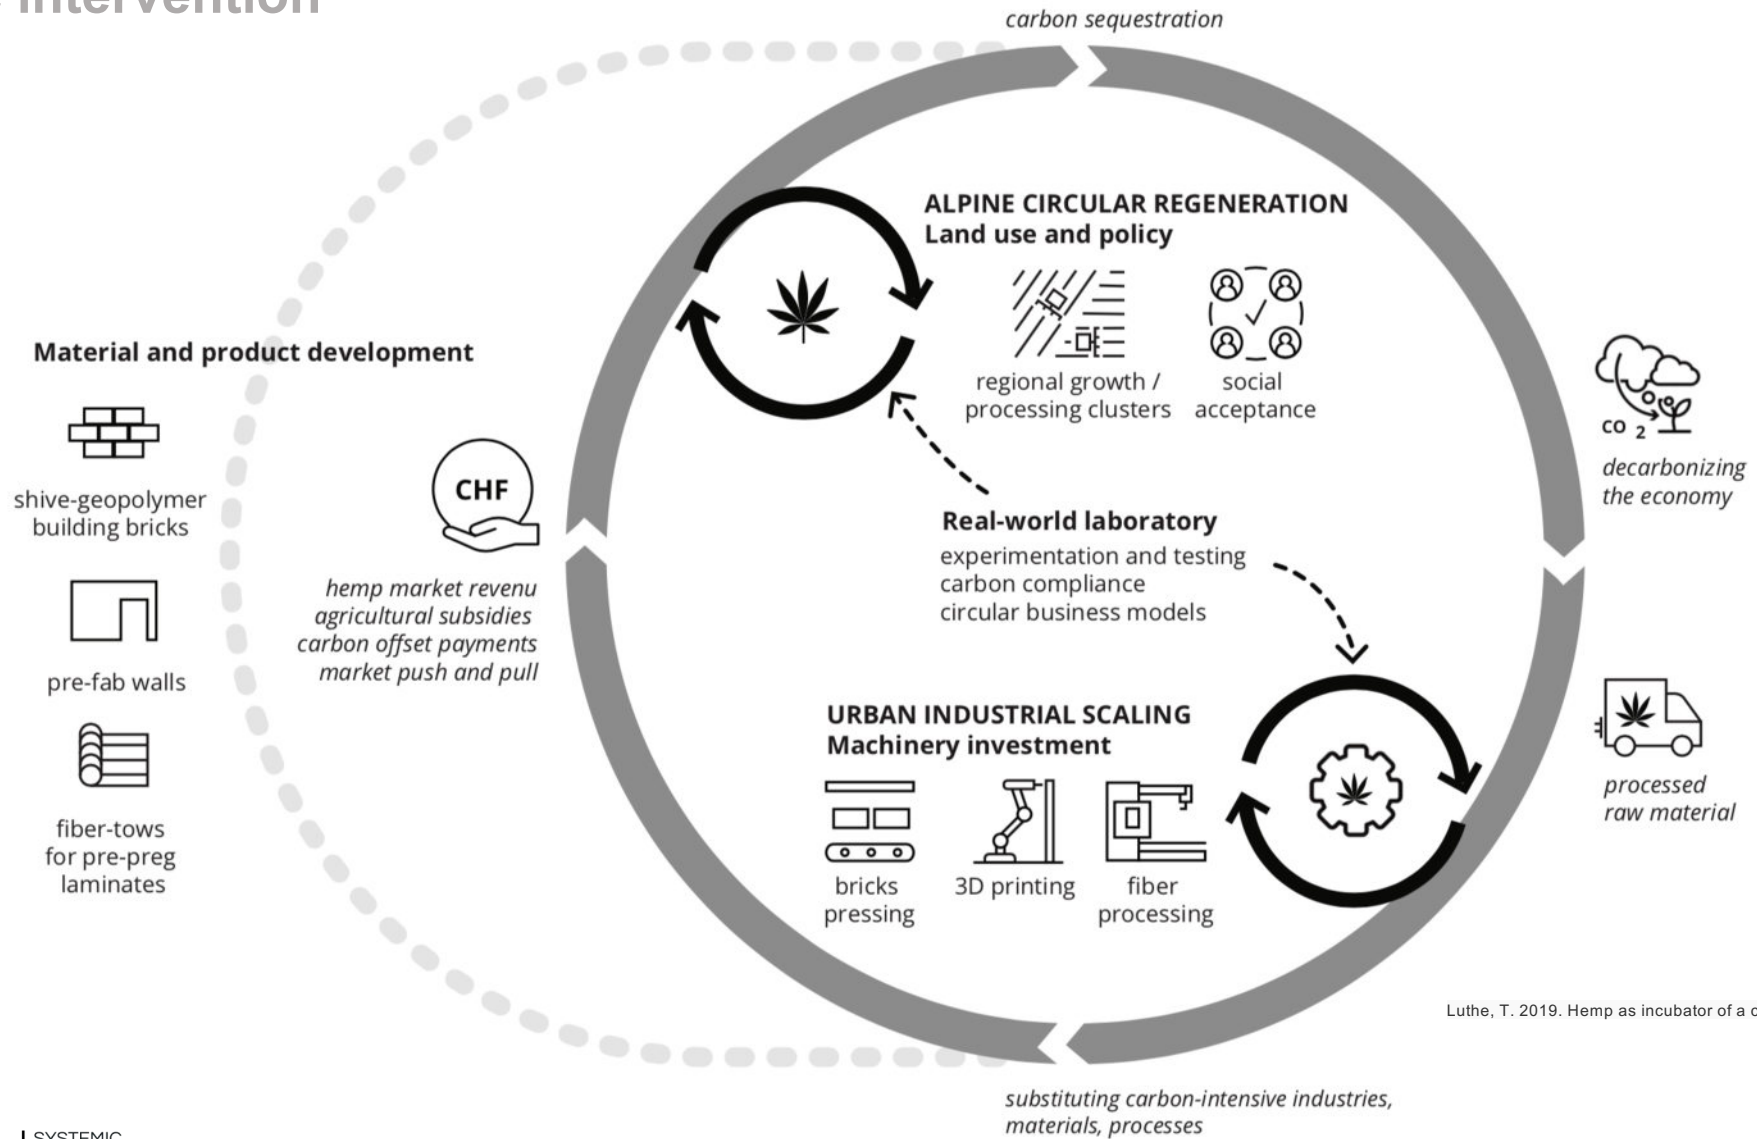 intervention
carbon sequestration
ALPINE CIRCULAR REGENERATION
Land use and policy
regional growth /
processing clusters
social
acceptance
Material and product development
shive-geopolymer
building bricks
pre-fab walls
fiber-tows
for pre-preg
laminates
CHF
hemp market revenu
agricultural subsidies
carbon offset payments
market push and pull
Real-world laboratory
experimentation and testing
carbon compliance
circular business models
CO 2
decarbonizing
the economy
processed
raw material
URBAN INDUSTRIAL SCALING
Machinery investment
bricks
pressing
3D printing
fiber
processing
Luthe, T. 2019. Hemp as incubator of a
substituting carbon-intensive industries,
materials, processes
SYSTEMIC